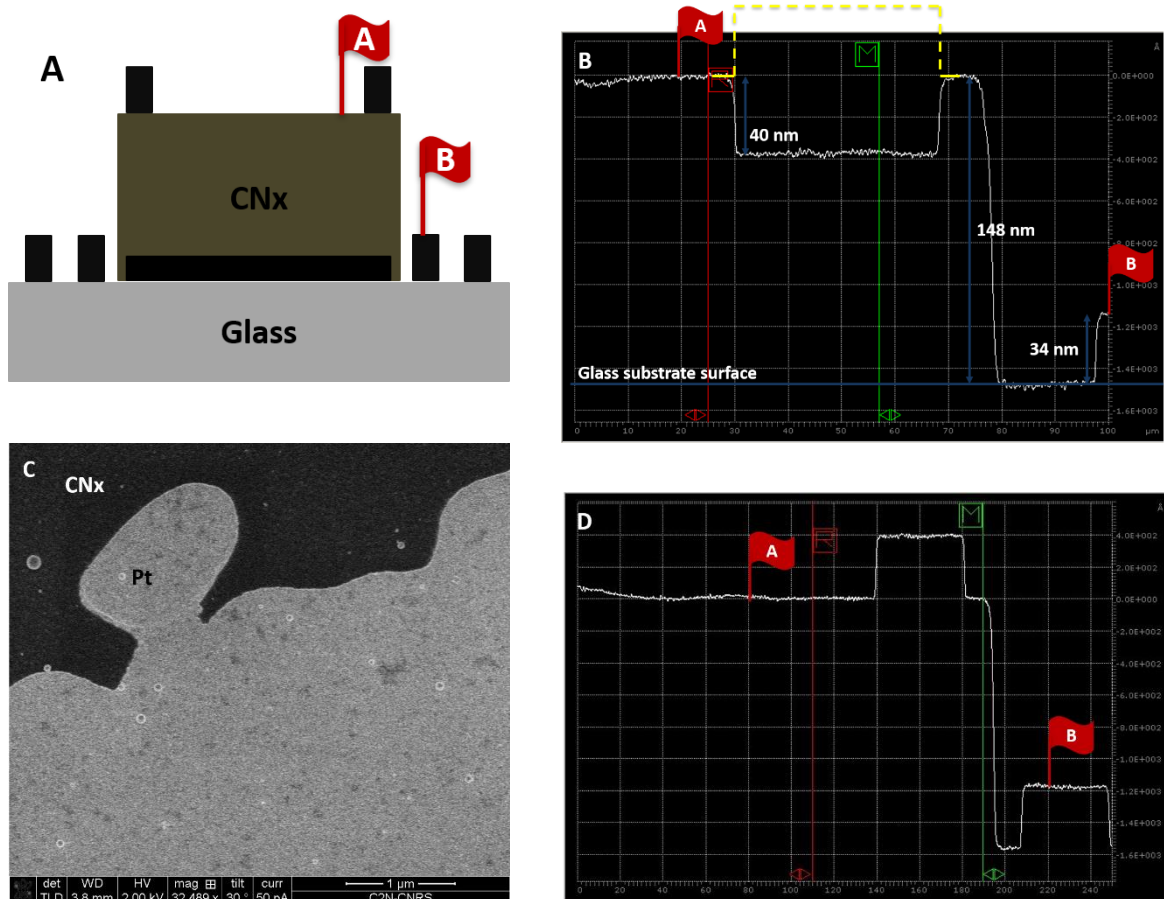 A
A
B
CNx
Glass
B
A
M
R
Å
0.0E+000
-2.0E+002
-4.0E+002
-6.0E+002
-8.0E+002
-1.0E+003
-1.2E+003
-1.4E+003
-1.6E+003
40 nm
148 nm
B
34 nm
Glass substrate surface
0 10 20 30 40 50 60 70 80 90 µm 100
C
CNx
Pt
det WD HV mag tilt curr 1 µm
TLD 3.8 mm 2.00 kV 32 489 x 30 ° 50 pA C2N-CNRS
D
A
R
M
B
Å
4.0E+002
2.0E+002
0.0E+000
-2.0E+002
-4.0E+002
-6.0E+002
-8.0E+002
-1.0E+003
-1.2E+003
-1.4E+003
-1.6E+003
0 20 40 60 80 100 120 140 160 180 200 220 240